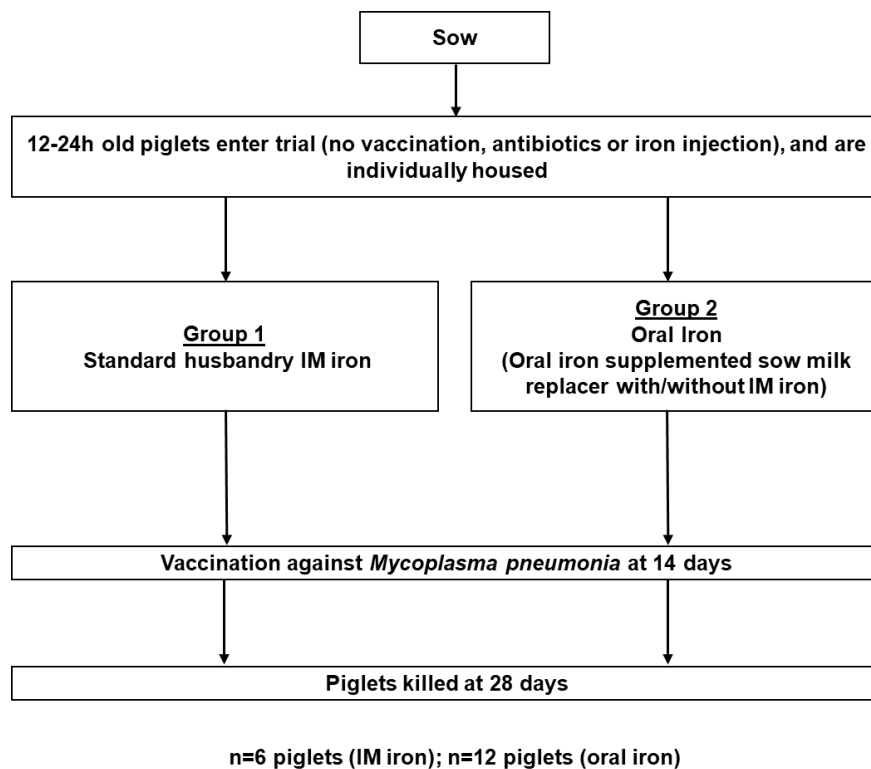 Sow
12-24h old piglets enter trial (no vaccination, antibiotics or iron injection), and are
individually housed
Group 1
Standard husbandry IM iron
Group 2
Oral Iron
(Oral iron supplemented sow milk
replacer with/without IM iron)
Vaccination against Mycoplasma pneumonia at 14 days
Piglets killed at 28 days
n=6 piglets (IM iron); n=12 piglets (oral iron)